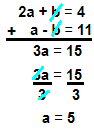 2a + b = 4
+ a - b = 11
3a = 15
3a = 15
3 3
a = 5